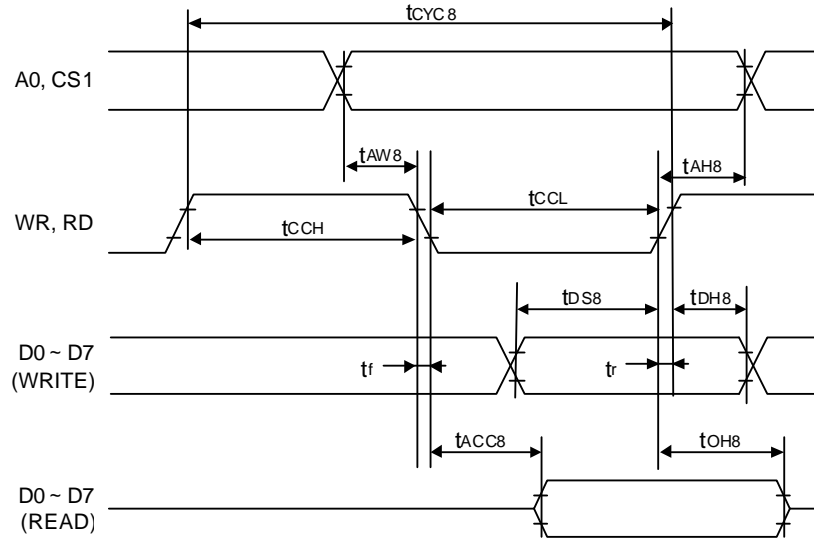 tCYC8
A0, CS1
tAW8
tAH8
WR, RD
tCCL
tCCH
tDS8
tDH8
D0 ~ D7
(WRITE)
tf
tr
tACC8
tOH8
D0 ~ D7
(READ)